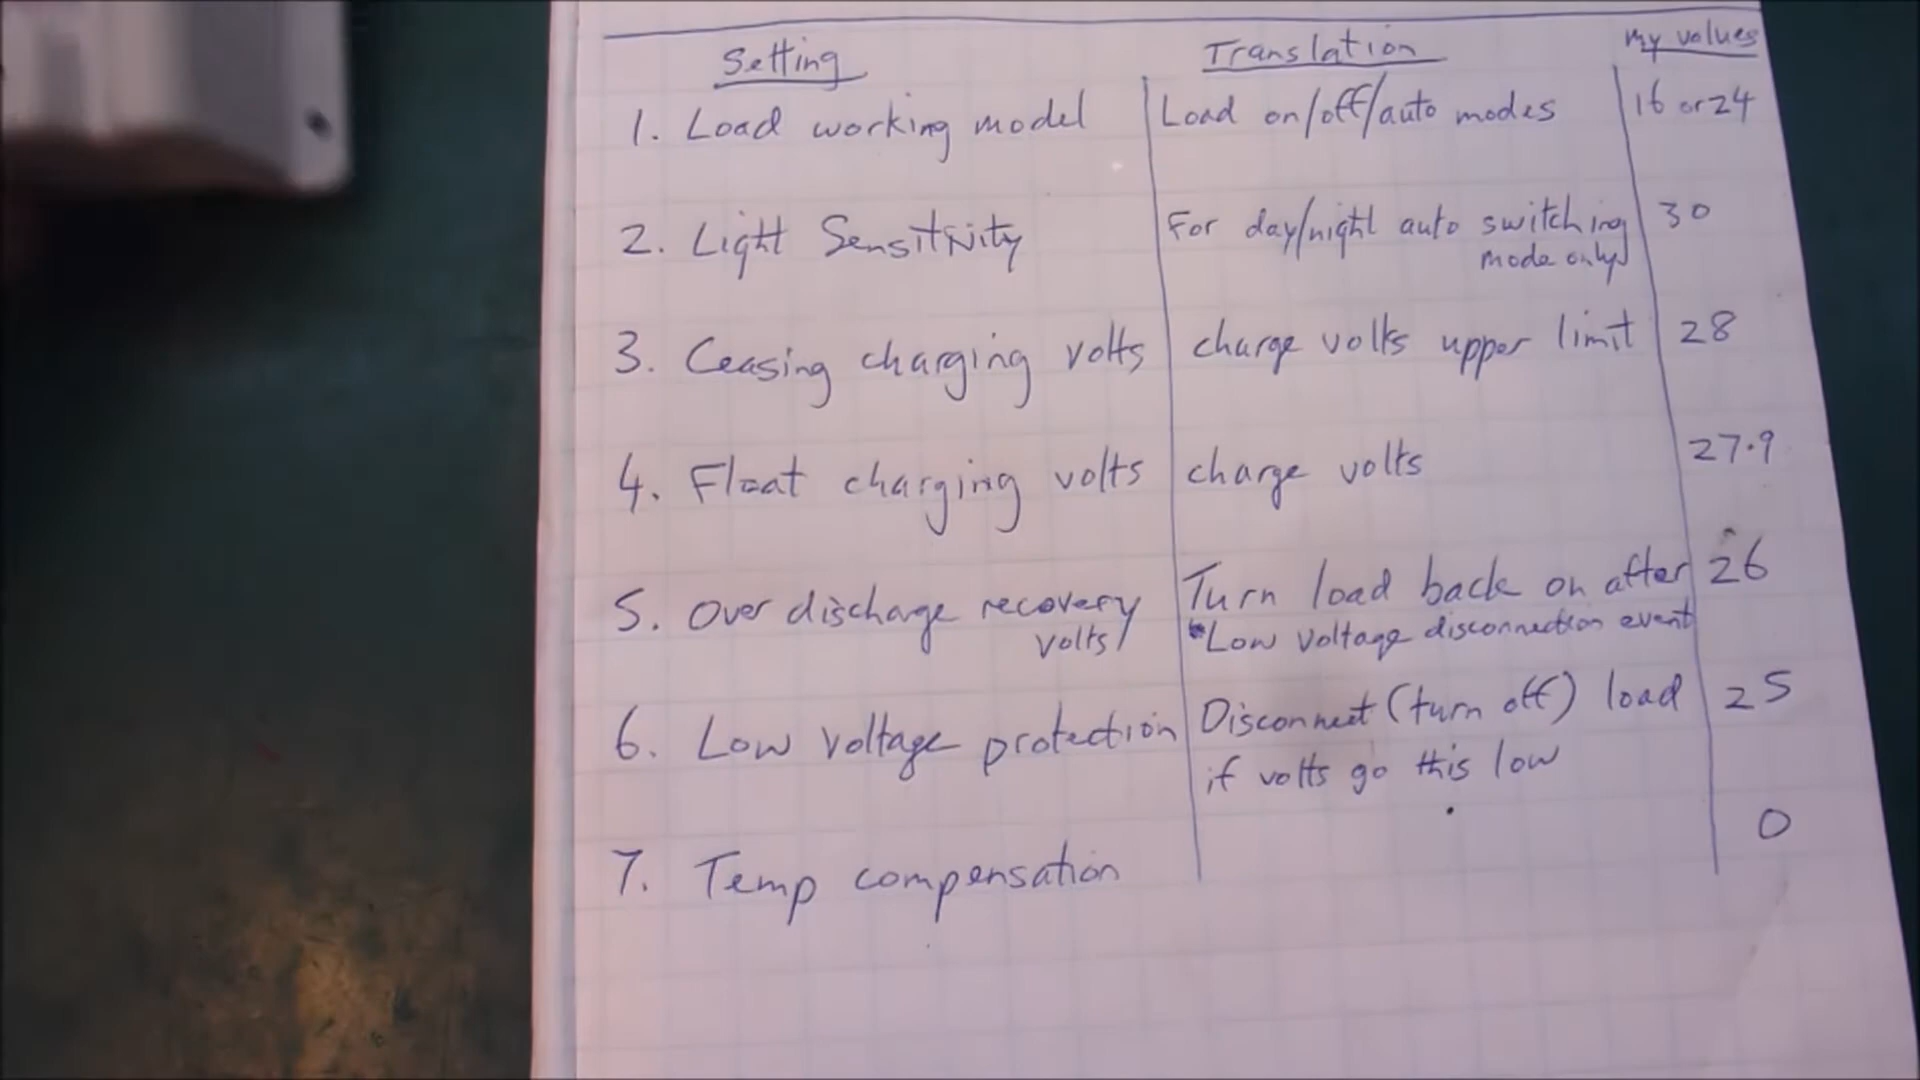 Setting Translation My values
1. Load working model Load on/off/auto modes 16 or 24
2. Light Sensitivity For day/night auto switching 30
mode only
3. Ceasing charging volts charge volts upper limit 28
4. Float charging volts charge volts 27.9
5. Over discharge recovery Turn load back on after 26
volts Low voltage disconnection event
6. Low voltage protection Disconnect (turn off) load 25
if volts go this low
7. Temp compensation 0